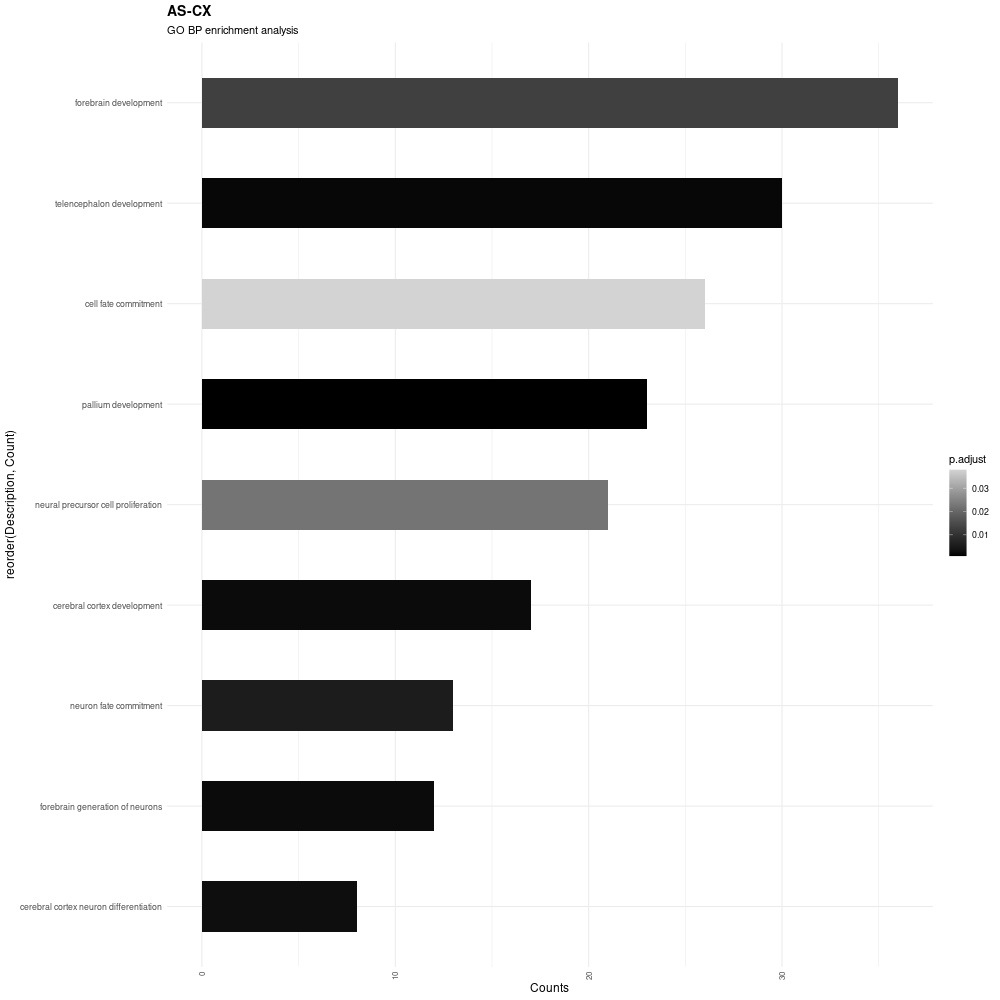 AS-CX
GO BP enrichment analysis
forebrain development
telencephalon development
cell fate commitment
pallium development
neural precursor cell proliferation
cerebral cortex development
neuron fate commitment
forebrain generation of neurons
cerebral cortex neuron differentiation
reorder(Description, Count)
0
10
20
30
Counts
p.adjust
0.03
0.02
0.01